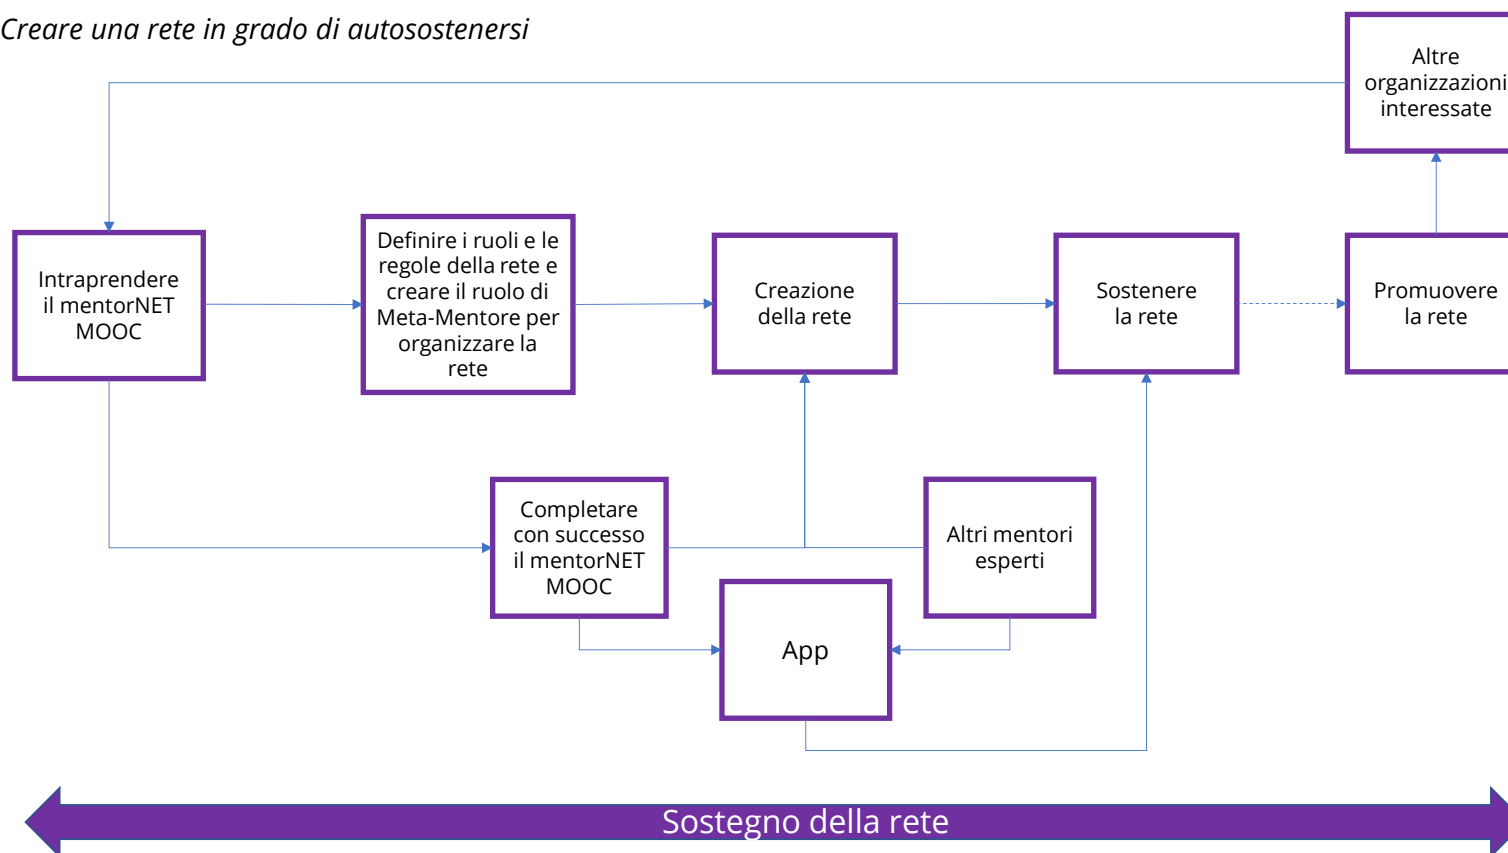 Creare una rete in grado di autosostenersi
Altre
organizzazioni
interessate
Intraprendere
il mentorNET
MOOC
Definire i ruoli e le
regole della rete e
creare il ruolo di
Meta-Mentore per
organizzare la
rete
Creazione
della rete
Sostenere
la rete
Promuovere
la rete
Completare
con successo
il mentorNET
MOOC
Altri mentori
esperti
App
Sostegno della rete